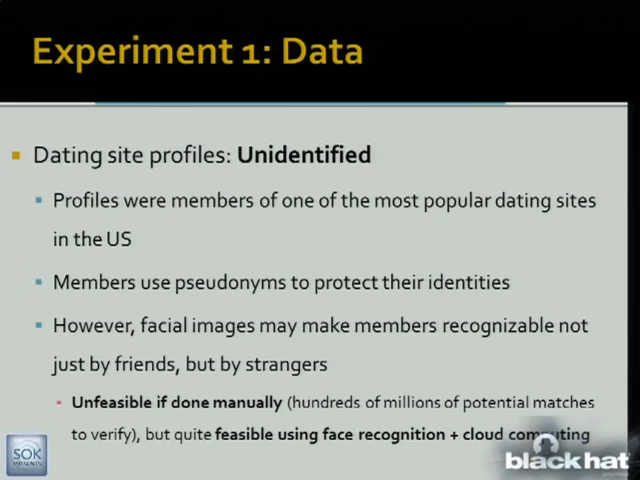 Experiment 1: Data
Dating site profiles: Unidentified
Profiles were members of one of the most popular dating sites
in the US
Members use pseudonyms to protect their identities
However, facial images may make members recognizable not
just by friends, but by strangers
Unfeasible if done manually (hundreds of millions of potential matches
to verify), but quite feasible using face recognition + cloud computing
SOK
PRESENTS
black hat